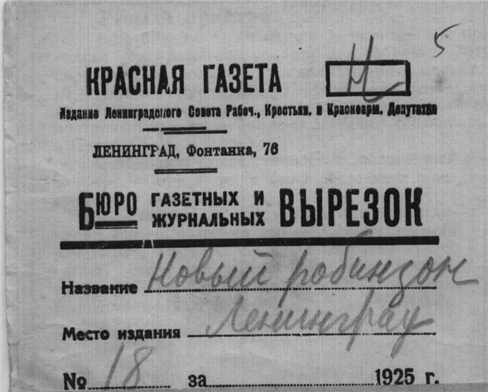 5
КРАСНАЯ ГАЗЕТА
Н
Издание Ленинградского Совета Рабоч., Крестьян. и Красноарм. Депутатов
ЛЕНИНГРАД, Фонтанка, 76
БЮРО ГАЗЕТНЫХ И ЖУРНАЛЬНЫХ ВЫРЕЗОК
Название Новый робинзон
Место издания Ленинград
№ 18 за 1925 г.